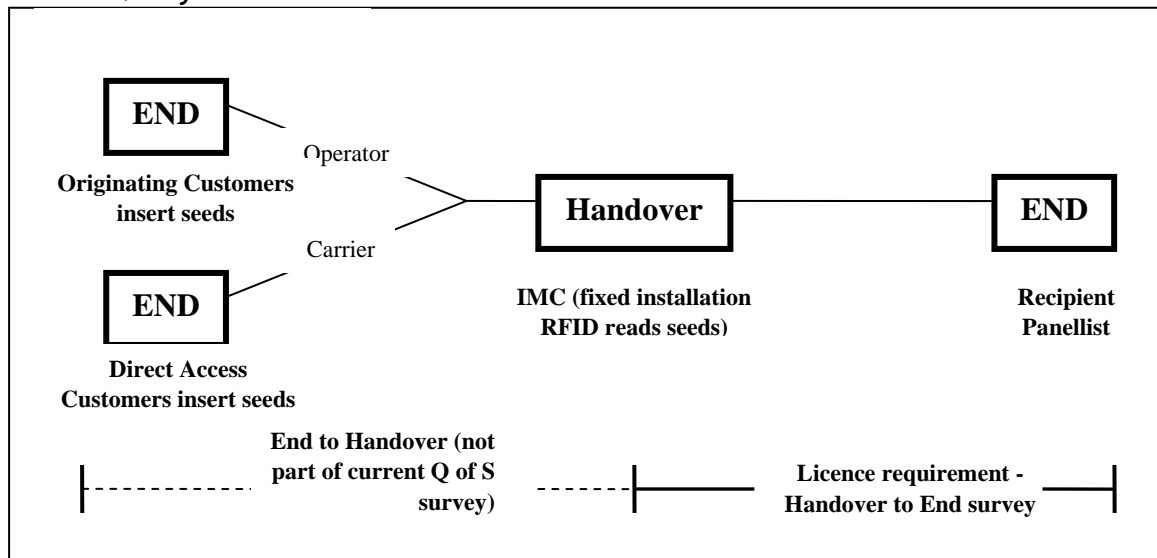 END
Operator
Originating Customers
insert seeds
Handover
END
Carrier
END
IMC (fixed installation
RFID reads seeds)
Recipient
Panellist
Direct Access
Customers insert seeds
End to Handover (not
part of current Q of S
survey)
Licence requirement -
Handover to End survey